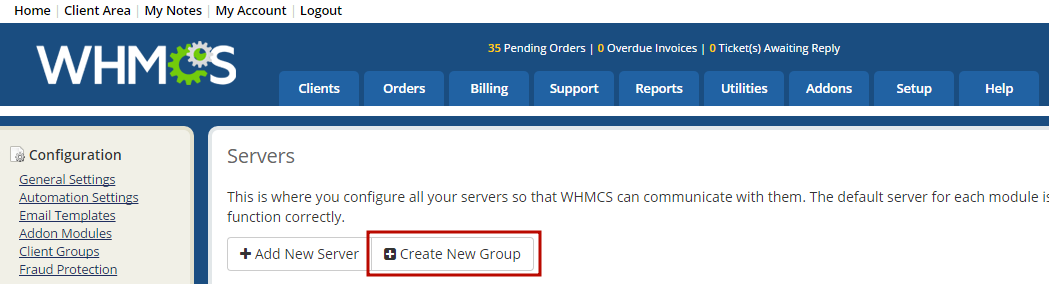 Home | Client Area | My Notes | My Account | Logout
WHMCS
35 Pending Orders | 0 Overdue Invoices | 0 Ticket(s) Awaiting Reply
Clients Orders Billing Support Reports Utilities Addons Setup Help
Configuration
General Settings
Automation Settings
Email Templates
Addon Modules
Client Groups
Fraud Protection
Servers
This is where you configure all your servers so that WHMCS can communicate with them. The default server for each module is
function correctly.
Add New Server Create New Group